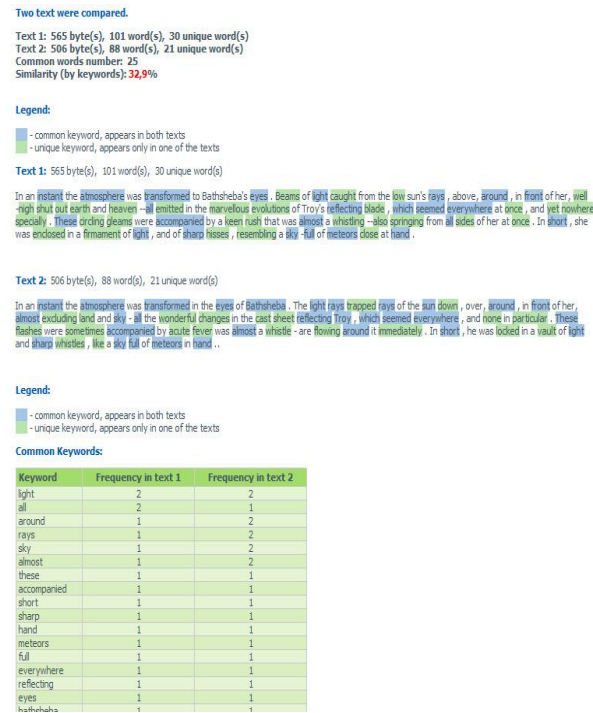 Two text were compared.
Text 1: 565 byte(s), 101 word(s), 30 unique word(s)
Text 2: 506 byte(s), 88 word(s), 21 unique word(s)
Common words number: 25
Similarity (by keywords): 32,9%
Legend:
- common keyword, appears in both texts
- unique keyword, appears only in one of the texts
Text 1: 565 byte(s), 101 word(s), 30 unique word(s)
In an instant the atmosphere was transformed to Bathsheba's eyes . Beams of light caught from the low sun's rays , above, around , in front of her, well
-nigh shut out earth and heaven --all emitted in the marvellous evolutions of Troy's reflecting blade , which seemed everywhere at once , and yet nowhere
specially . These circling gleams were accompanied by a keen rush that was almost a whistling --also springing from all sides of her at once . In short , she
was enclosed in a firmament of light , and of sharp hisses , resembling a sky -full of meteors close at hand .
Text 2: 506 byte(s), 88 word(s), 21 unique word(s)
In an instant the atmosphere was transformed in the eyes of Bathsheba . The light rays trapped rays of the sun down , over, around , in front of her,
almost excluding land and sky - all the wonderful changes in the cast sheet reflecting Troy , which seemed everywhere , and none in particular . These
flashes were sometimes accompanied by acute fever was almost a whistle - are flowing around it immediately . In short , he was locked in a vault of light
and sharp whistles , like a sky full of meteors in hand ..
Legend:
- common keyword, appears in both texts
- unique keyword, appears only in one of the texts
Common Keywords:
Keyword Frequency in text 1 Frequency in text 2
light 2 2
all 2 1
around 1 2
rays 1 2
sky 1 2
almost 1 2
these 1 1
accompanied 1 1
short 1 1
sharp 1 1
hand 1 1
meteors 1 1
full 1 1
everywhere 1 1
reflecting 1 1
eyes 1 1
bathsheba 1 1